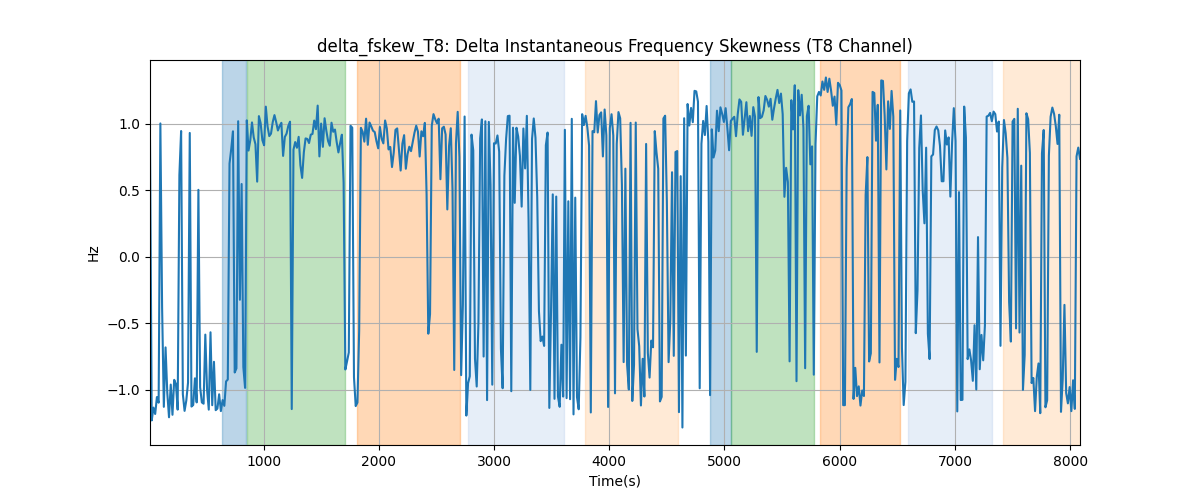 delta_fskew_T8: Delta Instantaneous Frequency Skewness (T8 Channel)
1.0
0.5
0.0
−0.5
−1.0
Hz
1000 2000 3000 4000 5000 6000 7000 8000
Time(s)